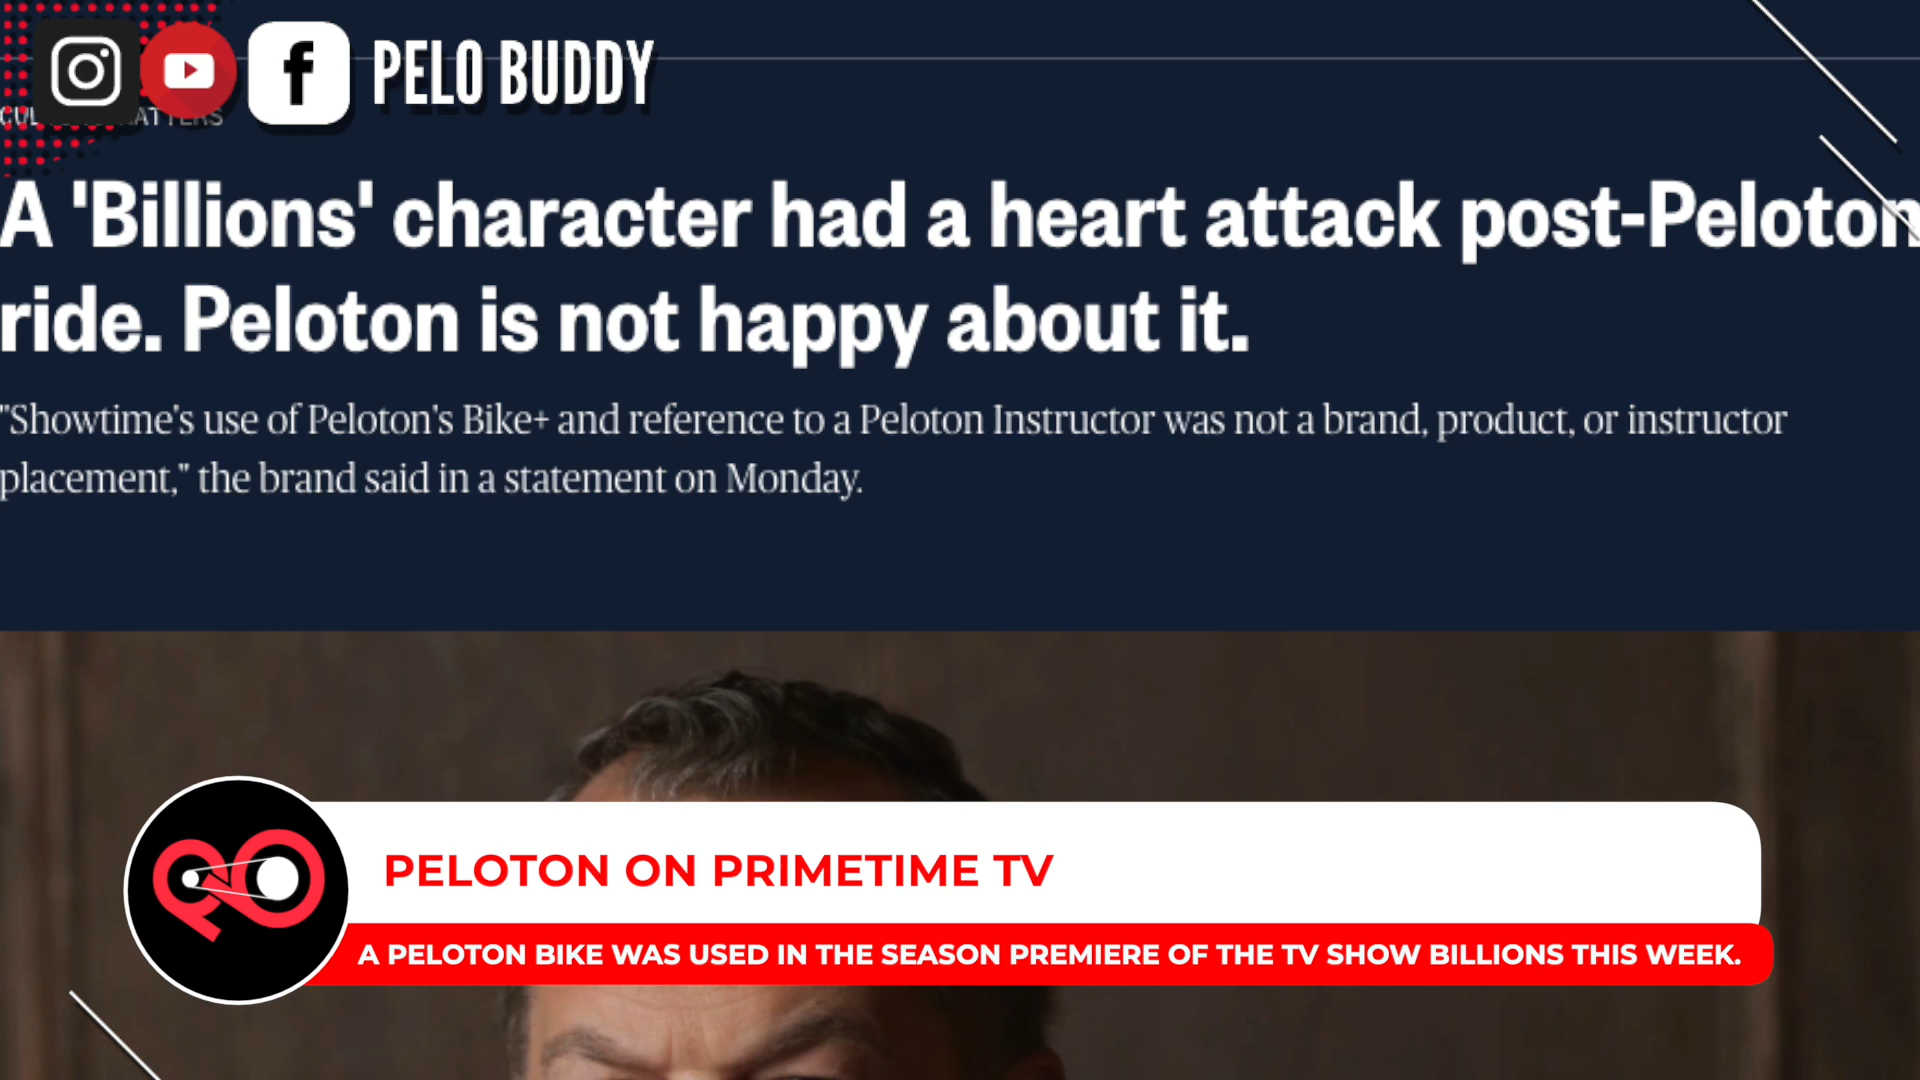 PELO BUDDY
A 'Billions' character had a heart attack post-Peloton
ride. Peloton is not happy about it.
"Showtime's use of Peloton's Bike+ and reference to a Peloton Instructor was not a brand, product, or instructor
placement," the brand said in a statement on Monday.
PELOTON ON PRIMETIME TV
A PELOTON BIKE WAS USED IN THE SEASON PREMIERE OF THE TV SHOW BILLIONS THIS WEEK.